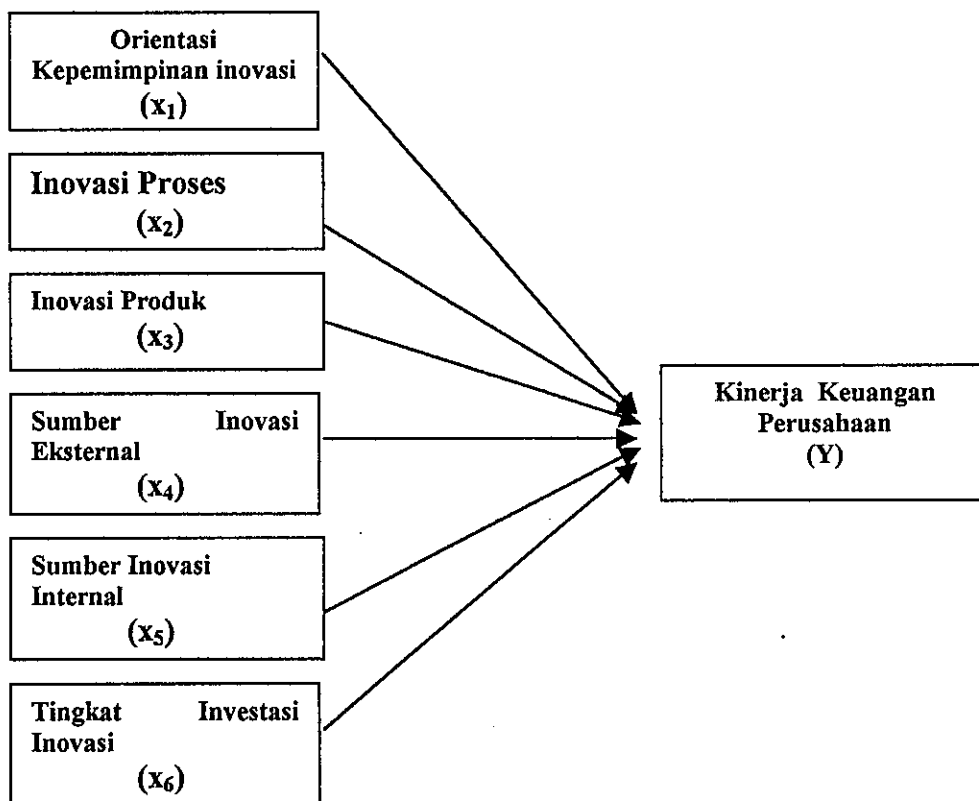 Orientasi
Kepemimpinan inovasi
(x₁)
Inovasi Proses
(x₂)
Inovasi Produk
(x₃)
Sumber Inovasi
Eksternal
(x₄)
Sumber Inovasi
Internal
(x₅)
Tingkat Investasi
Inovasi
(x₆)
Kinerja Keuangan
Perusahaan
(Y)